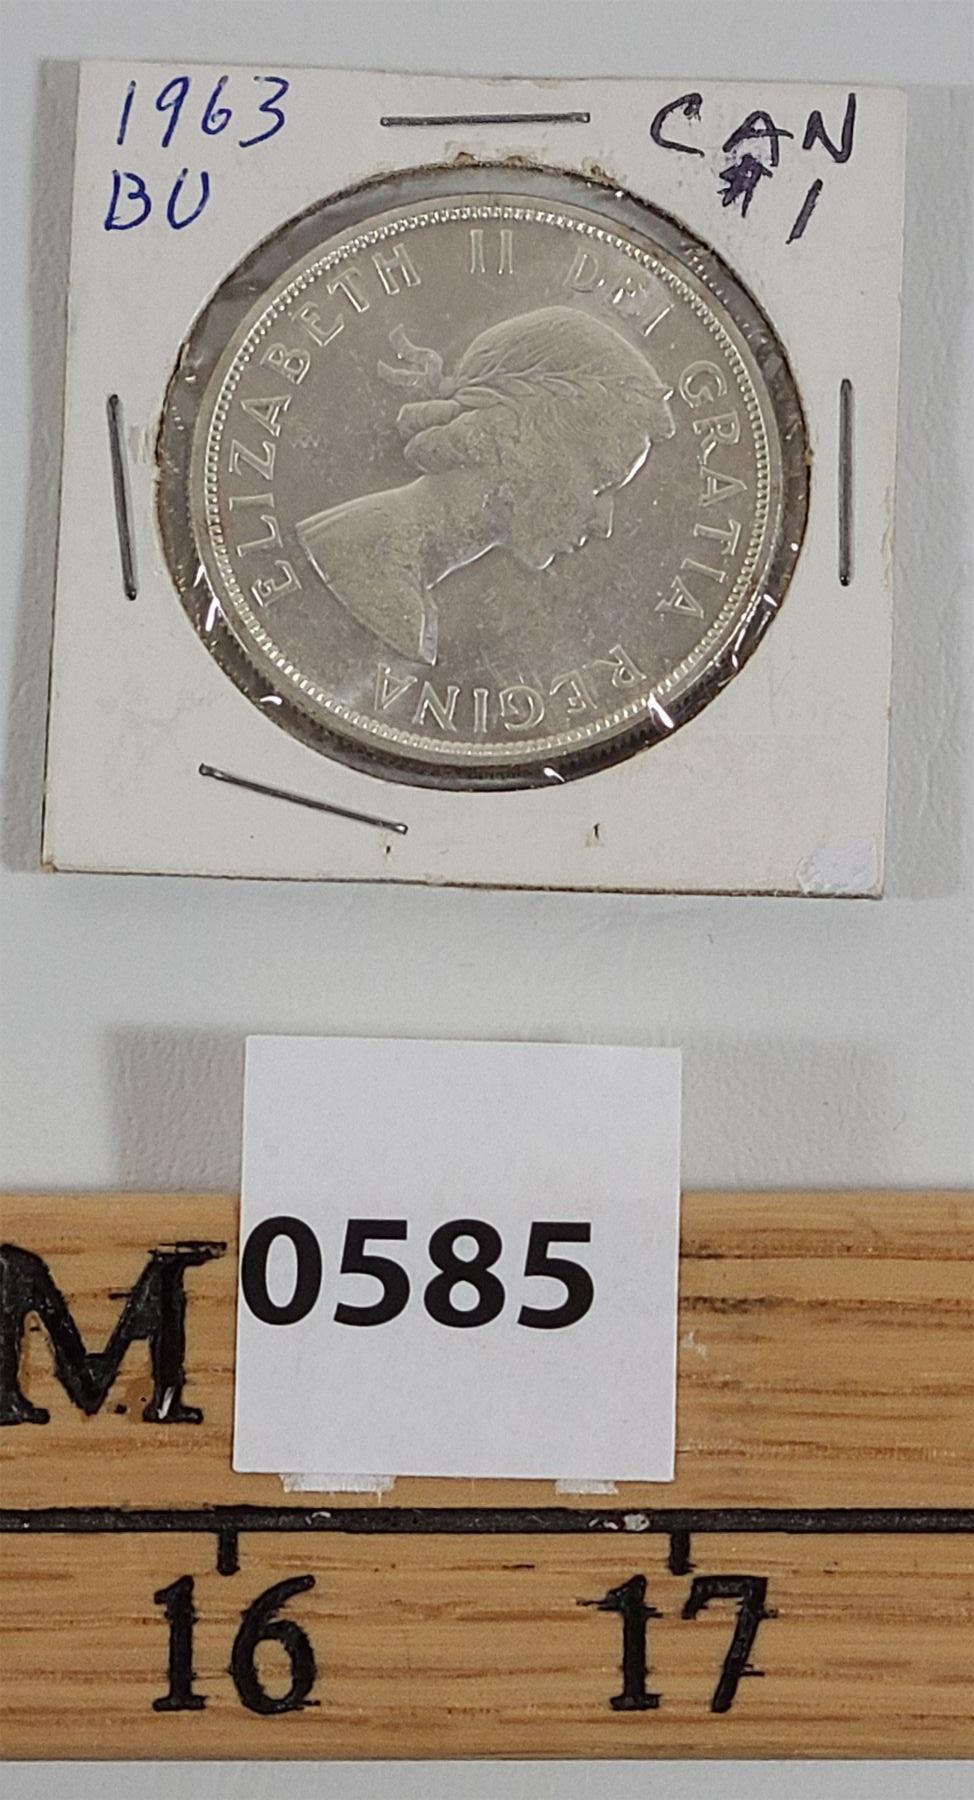 1963
BU
CAN
#1
ELIZABETH II DEI GRATIA REGINA
0585
M
16
17